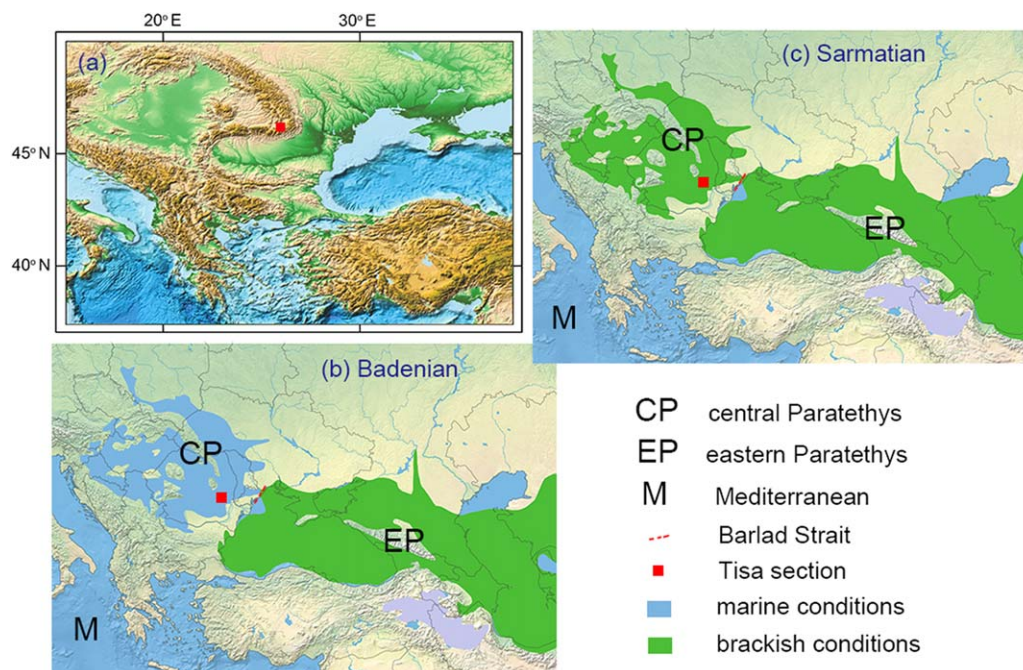 20° E 30° E
(a)
45° N
40° N
(c) Sarmatian
CP
EP
M
(b) Badenian
CP
EP
M
CP central Paratethys
EP eastern Paratethys
M Mediterranean
Barlad Strait
Tisa section
marine conditions
brackish conditions